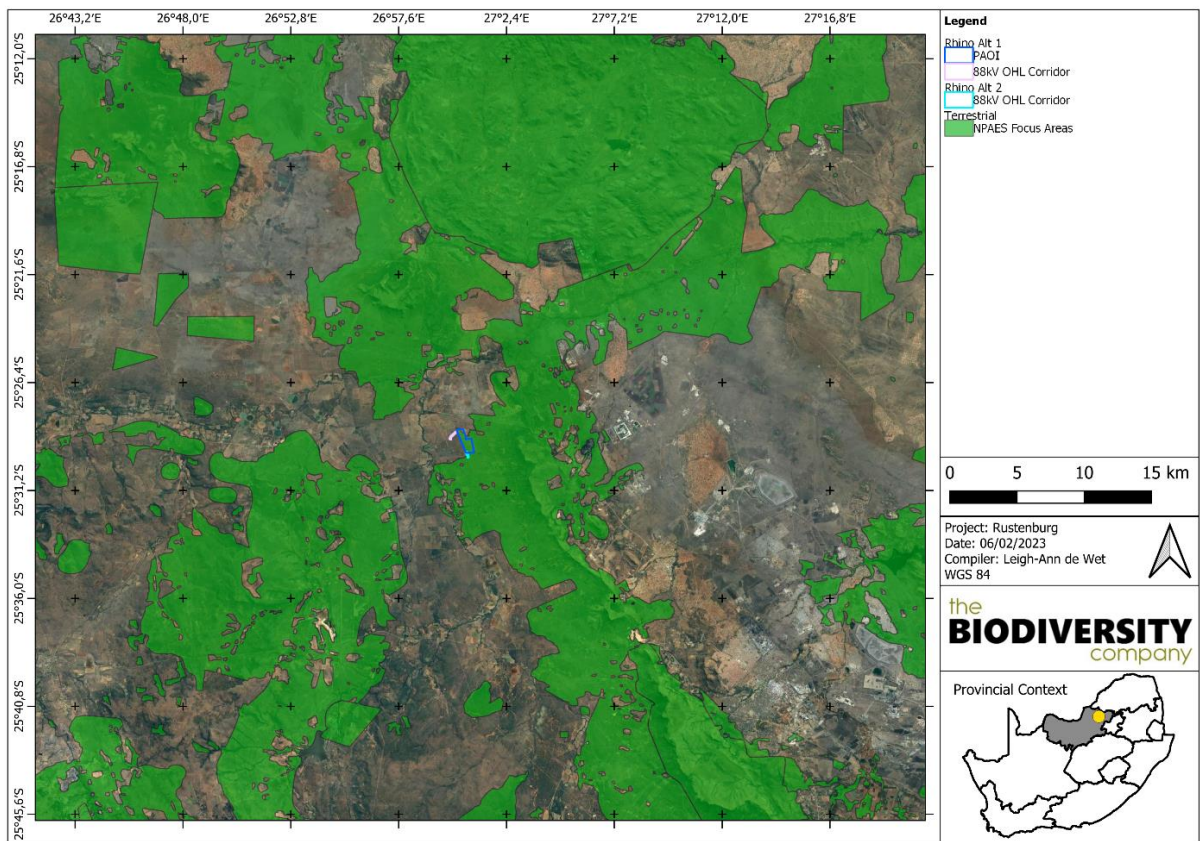 26°43,2'E 26°48,0'E 26°52,8'E 26°57,6'E 27°2,4'E 27°7,2'E 27°12,0'E 27°16,8'E
25°12,0'S
25°16,8'S
25°21,6'S
25°26,4'S
25°31,2'S
25°36,0'S
25°40,8'S
25°45,6'S
Legend
Rhino Alt 1
PAOI
88kV OHL Corridor
Rhino Alt 2
88kV OHL Corridor
Terrestrial
NPAES Focus Areas
0 5 10 15 km
Project: Rustenburg
Date: 06/02/2023
Compiler: Leigh-Ann de Wet
WGS 84
the
BIODIVERSITY
company
Provincial Context